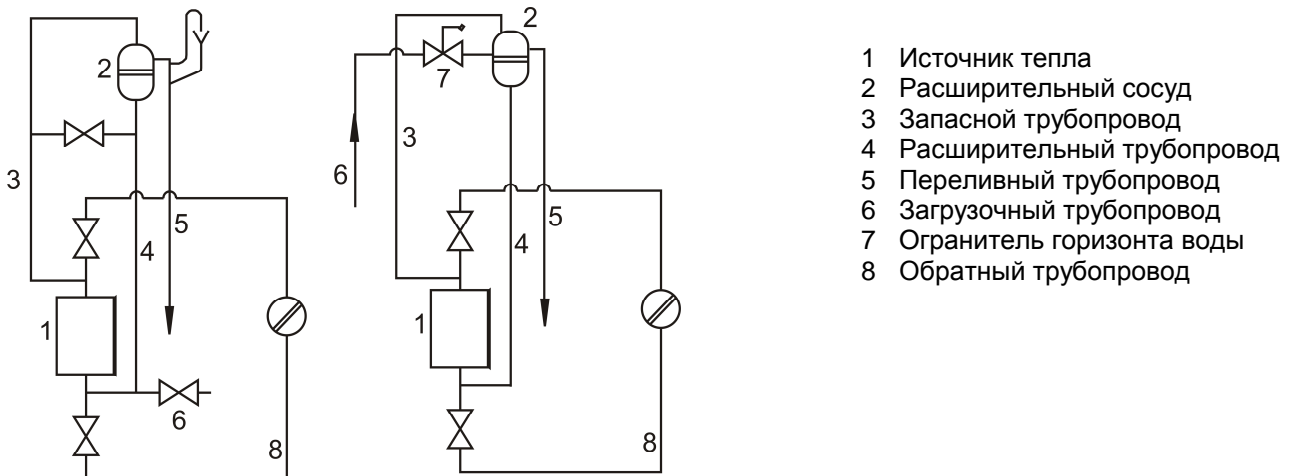 2
2
7
3
3
6
5
5
4
4
1
1
6
8
8
1 Источник тепла
2 Расширительный сосуд
3 Запасной трубопровод
4 Расширительный трубопровод
5 Переливный трубопровод
6 Загрузочный трубопровод
7 Огранитель горизонта воды
8 Обратный трубопровод